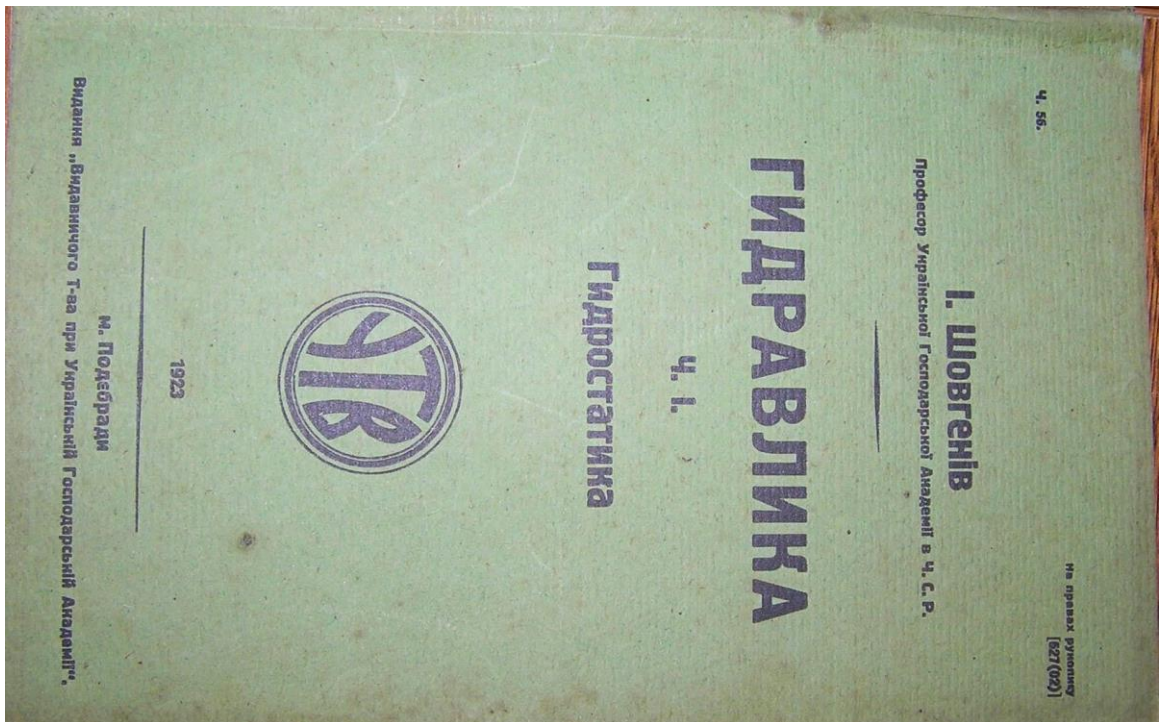 Ч. 56.
На правах рукопису
[627(02)]
І. Шовгенів
Професор Української Господарської Академії в Ч. С. Р.
ГИДРАВЛИКА
Ч. І.
Гидростатика
УТВ
1923
м. Подєбради
Видання „Видавничого Т-ва при Українській Господарській Академії“.